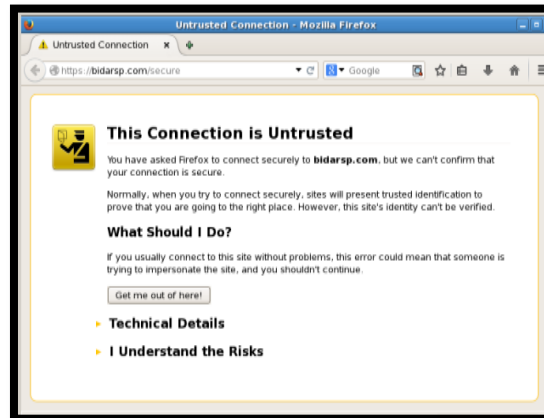 Untrusted Connection - Mozilla Firefox
Untrusted Connection
https://bidarsp.com/secure
Google
This Connection is Untrusted
You have asked Firefox to connect securely to bidarsp.com, but we can't confirm that
your connection is secure.
Normally, when you try to connect securely, sites will present trusted identification to
prove that you are going to the right place. However, this site's identity can't be verified.
What Should I Do?
If you usually connect to this site without problems, this error could mean that someone is
trying to impersonate the site, and you shouldn't continue.
Get me out of here!
Technical Details
I Understand the Risks